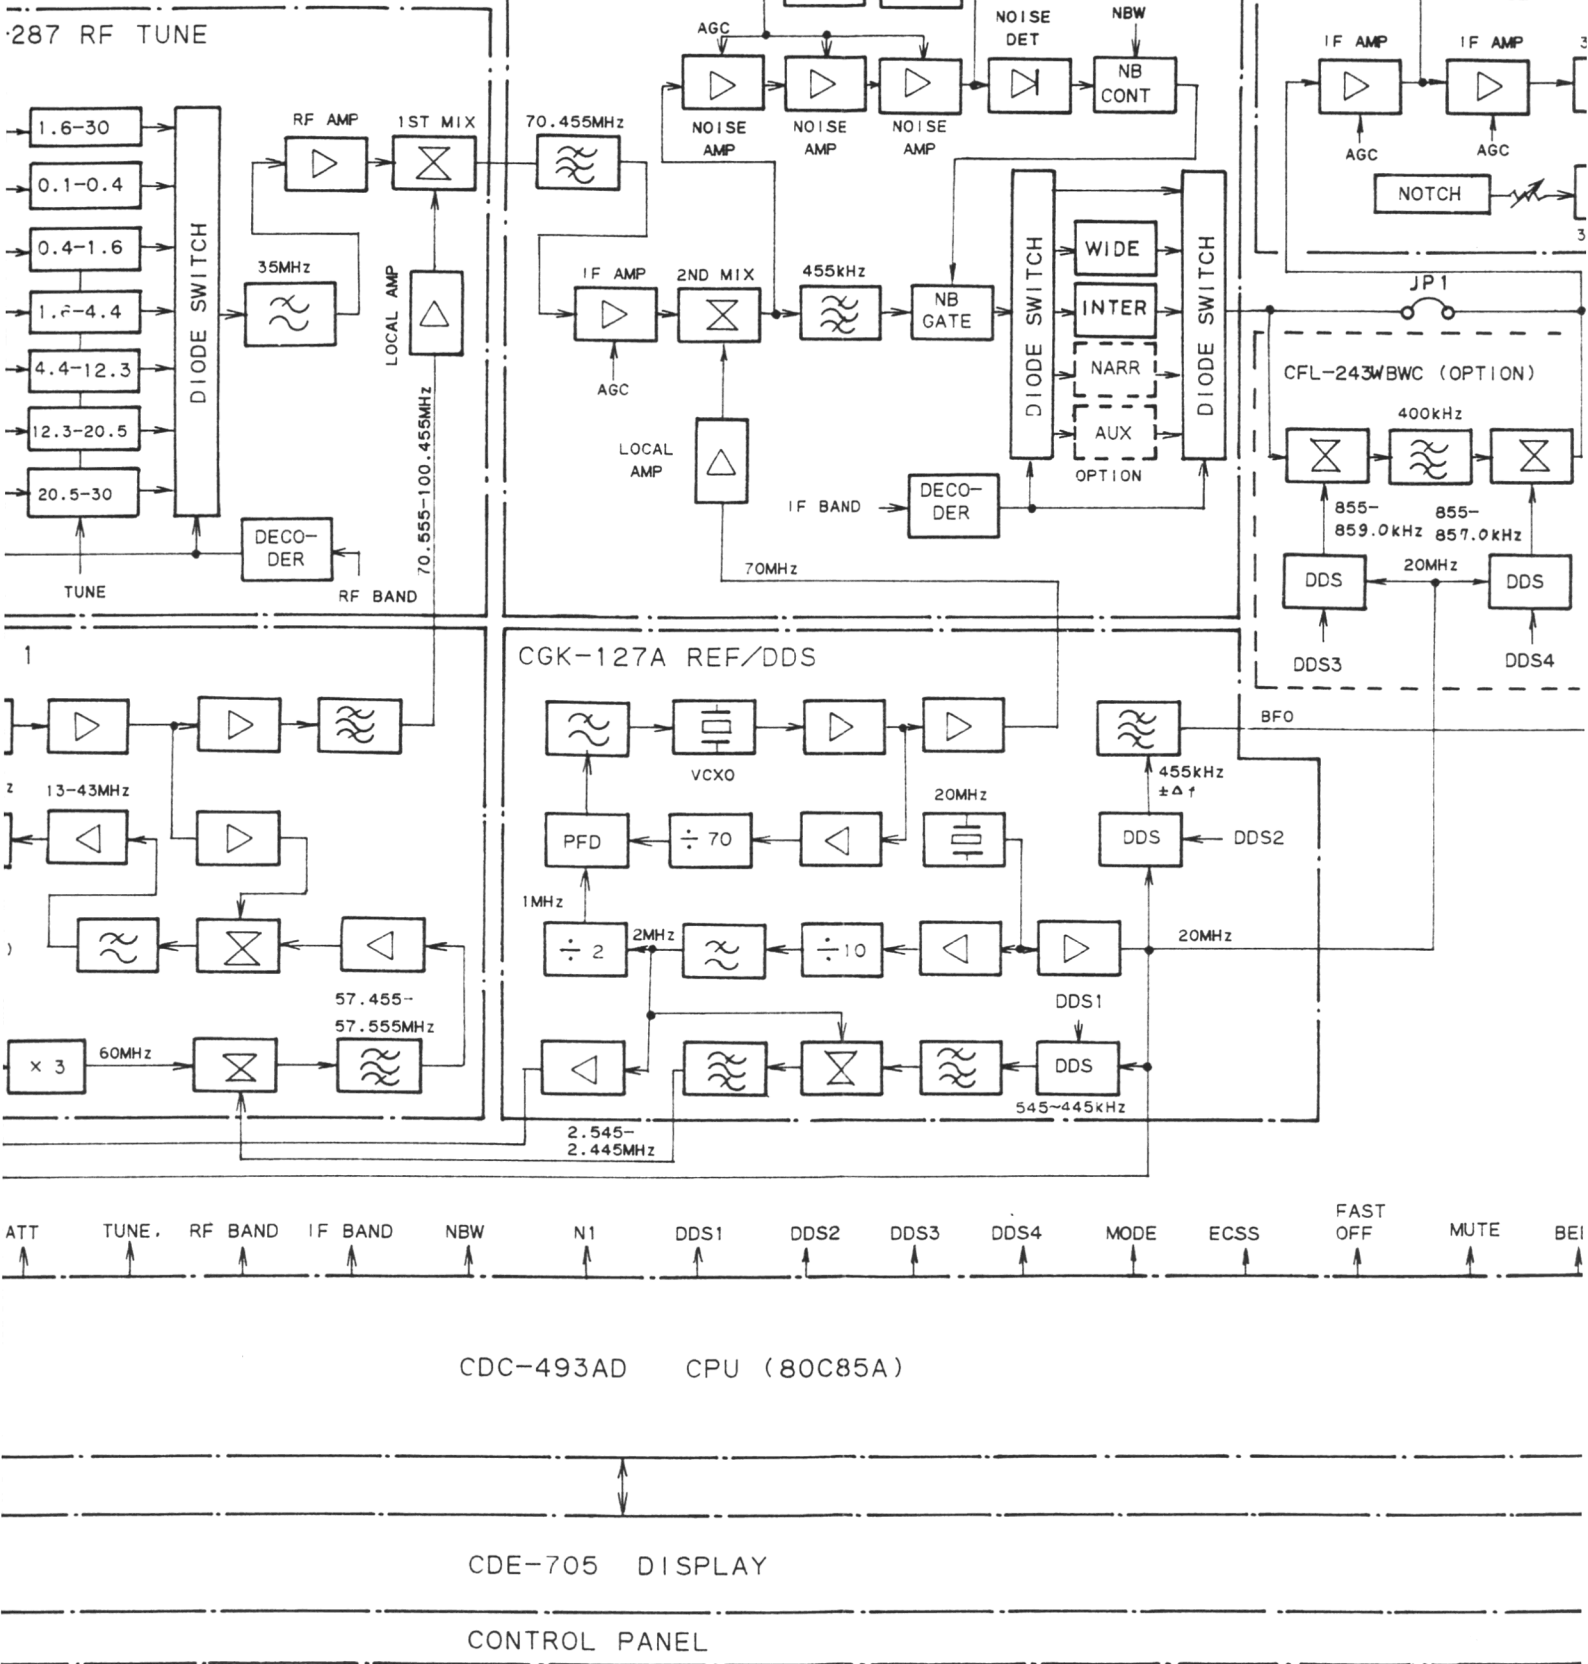 ·287 RF TUNE
1.6-30
0.1-0.4
0.4-1.6
4.4-12.3
12.3-20.5
20.5-30
TUNE
DIODE SWITCH
DECO-
DER
RF BAND
35MHz
RF AMP
1ST MIX
LOCAL AMP
70.555-100.455MHz
70.455MHz
AGC
NOISE
AMP
NOISE
AMP
NOISE
AMP
NOISE
DET
NBW
NB
CONT
IF AMP
AGC
2ND MIX
455kHz
NB
GATE
LOCAL
AMP
70MHz
DIODE SWITCH
WIDE
INTER
NARR
AUX
OPTION
DIODE SWITCH
IF BAND
DECO-
DER
IF AMP
IF AMP
3
AGC
AGC
NOTCH
3
JP1
CFL-243WBWC (OPTION)
400kHz
855-
859.0kHz
855-
857.0kHz
DDS
20MHz
DDS
DDS3
DDS4
1
z
13-43MHz
)
57.455-
57.555MHz
× 3
60MHz
CGK-127A REF/DDS
VCXO
BFO
455kHz
±Δf
20MHz
PFD
÷ 70
DDS
DDS2
1MHz
÷ 2
2MHz
÷10
20MHz
DDS1
DDS
545~445kHz
2.545-
2.445MHz
ATT
TUNE.
RF BAND
IF BAND
NBW
N1
DDS1
DDS2
DDS3
DDS4
MODE
ECSS
FAST
OFF
MUTE
BEI
CDC-493AD CPU (80C85A)
CDE-705 DISPLAY
CONTROL PANEL